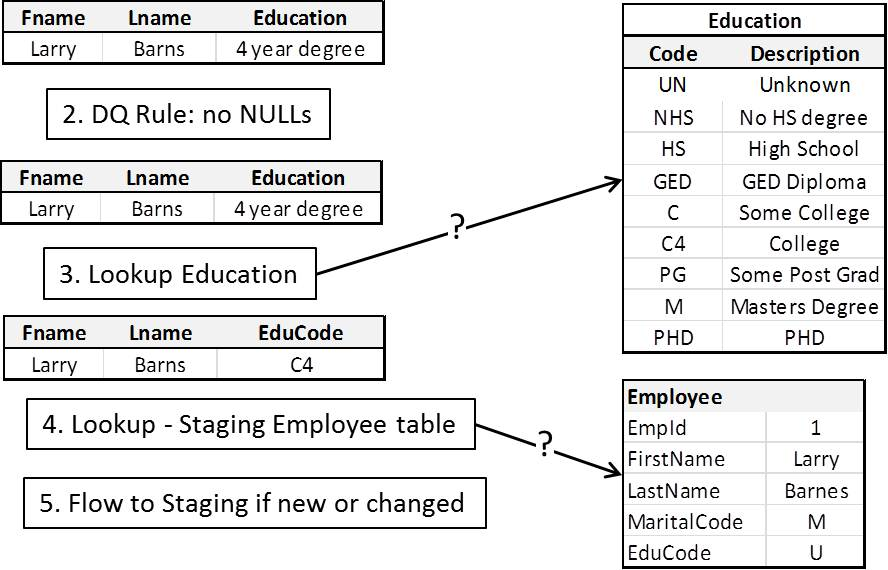 Fname Lname Education
Larry Barns 4 year degree
2. DQ Rule: no NULLs
Fname Lname Education
Larry Barns 4 year degree
3. Lookup Education
?
Fname Lname EduCode
Larry Barns C4
4. Lookup - Staging Employee table
?
5. Flow to Staging if new or changed
Education
Code Description
UN Unknown
NHS No HS degree
HS High School
GED GED Diploma
C Some College
C4 College
PG Some Post Grad
M Masters Degree
PHD PHD
Employee
EmpId 1
FirstName Larry
LastName Barnes
MaritalCode M
EduCode U